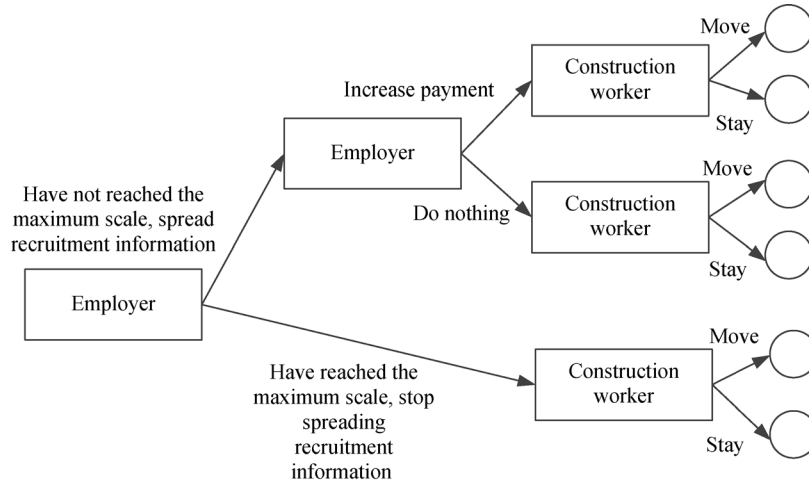 Move
Construction
worker
Increase payment
Stay
Employer
Move
Have not reached the
maximum scale, spread
recruitment information
Construction
worker
Do nothing
Stay
Employer
Move
Have reached the
maximum scale, stop
spreading
recruitment
information
Construction
worker
Stay